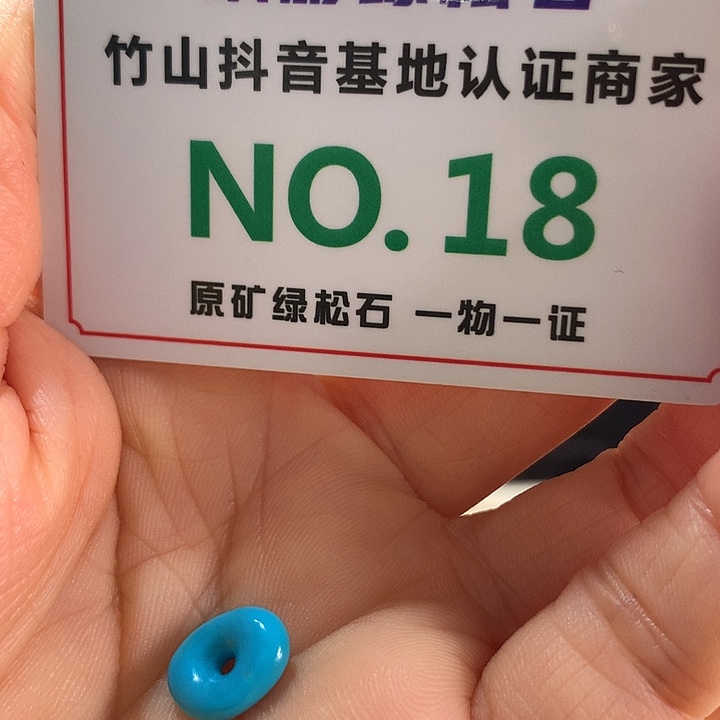 竹山抖音基地认证商家
NO.18
原矿绿松石 一物一证